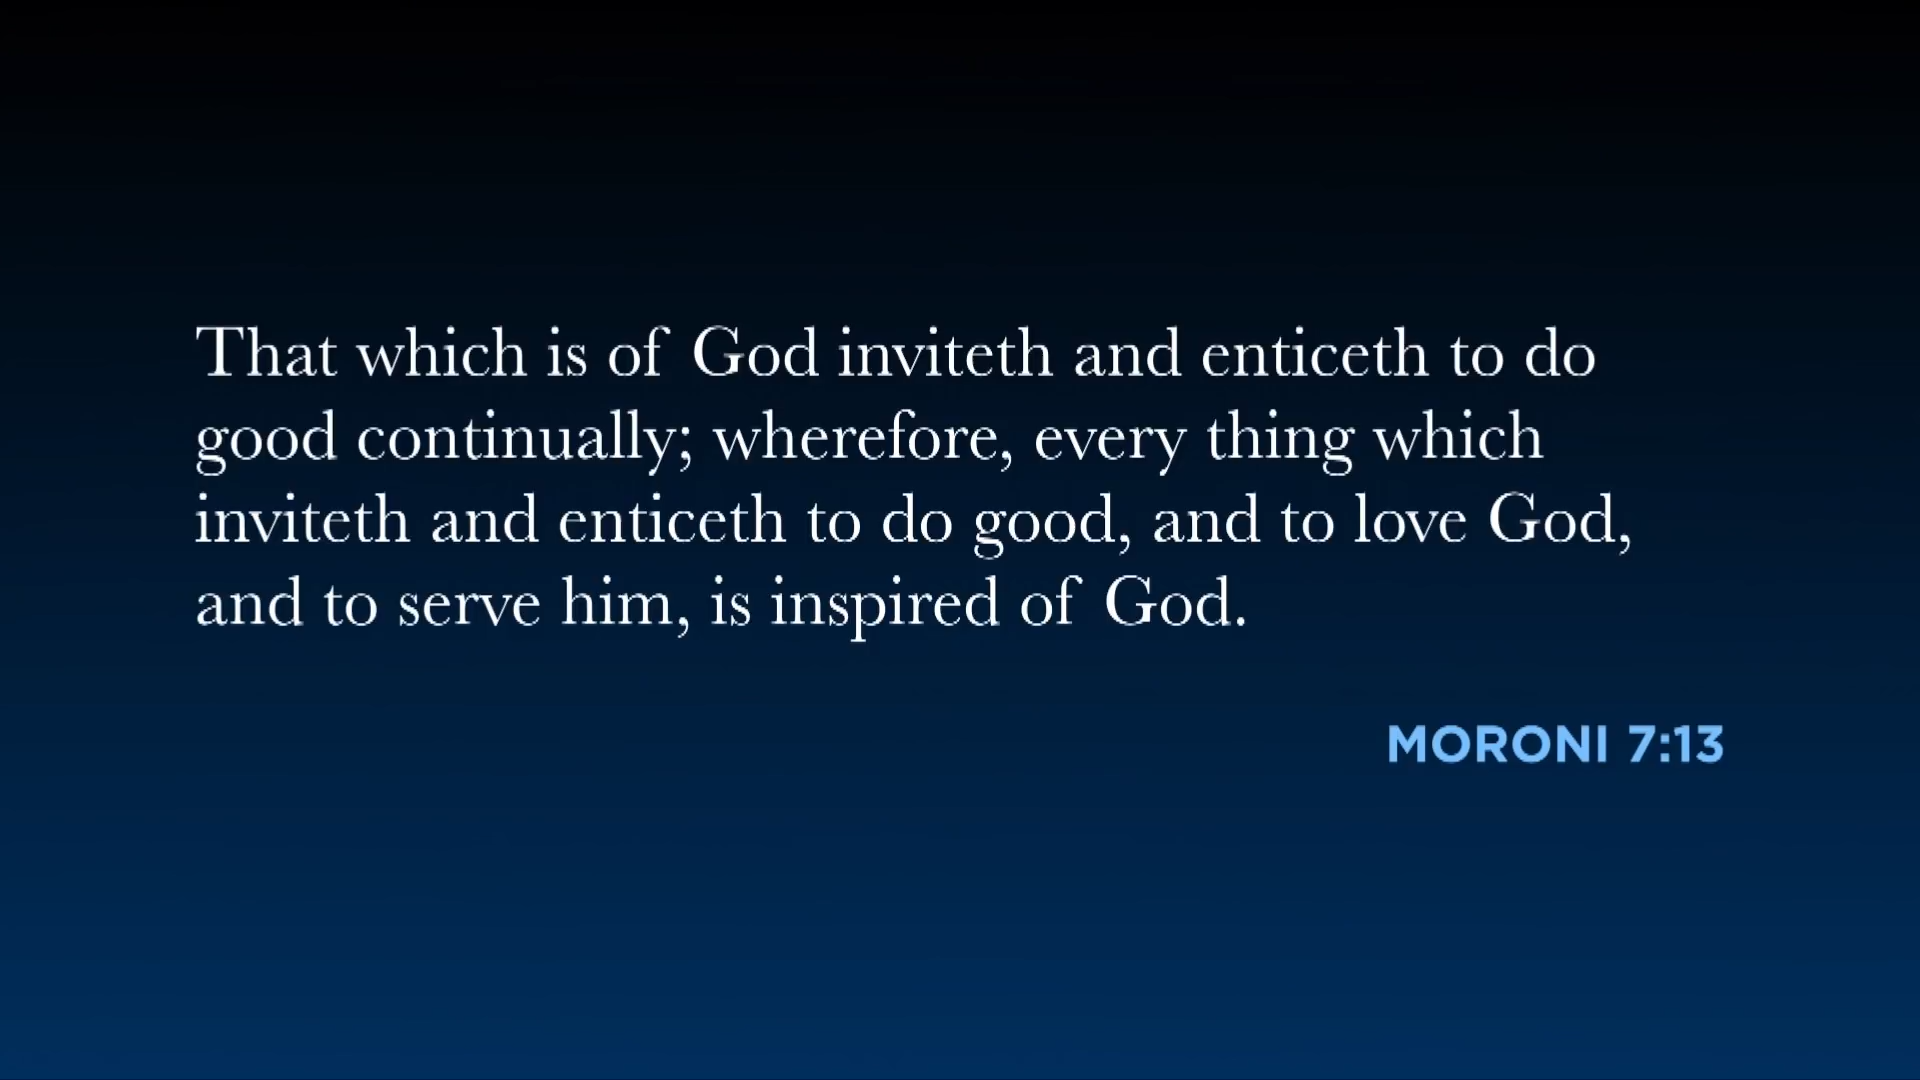 That which is of God inviteth and enticeth to do
good continually; wherefore, every thing which
inviteth and enticeth to do good, and to love God,
and to serve him, is inspired of God.
MORONI 7:13